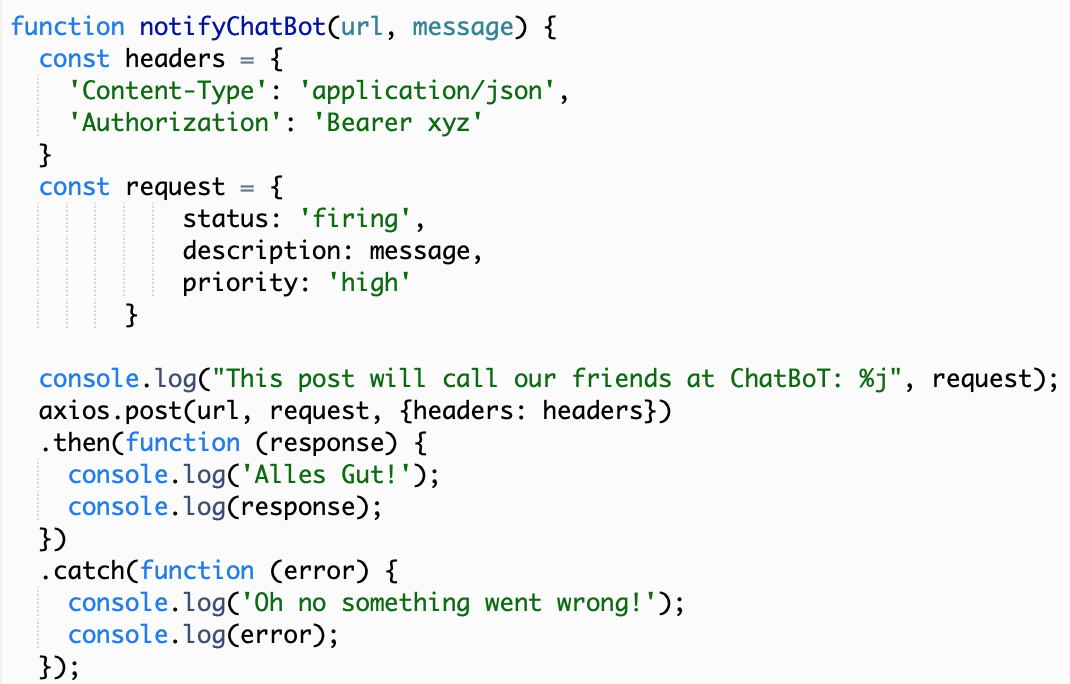 function notifyChatBot(url, message) {
  const headers = {
    'Content-Type': 'application/json',
    'Authorization': 'Bearer xyz'
  }
  const request = {
            status: 'firing',
            description: message,
            priority: 'high'
        }

  console.log("This post will call our friends at ChatBoT: %j", request);
  axios.post(url, request, {headers: headers})
  .then(function (response) {
    console.log('Alles Gut!');
    console.log(response);
  })
  .catch(function (error) {
    console.log('Oh no something went wrong!');
    console.log(error);
  });